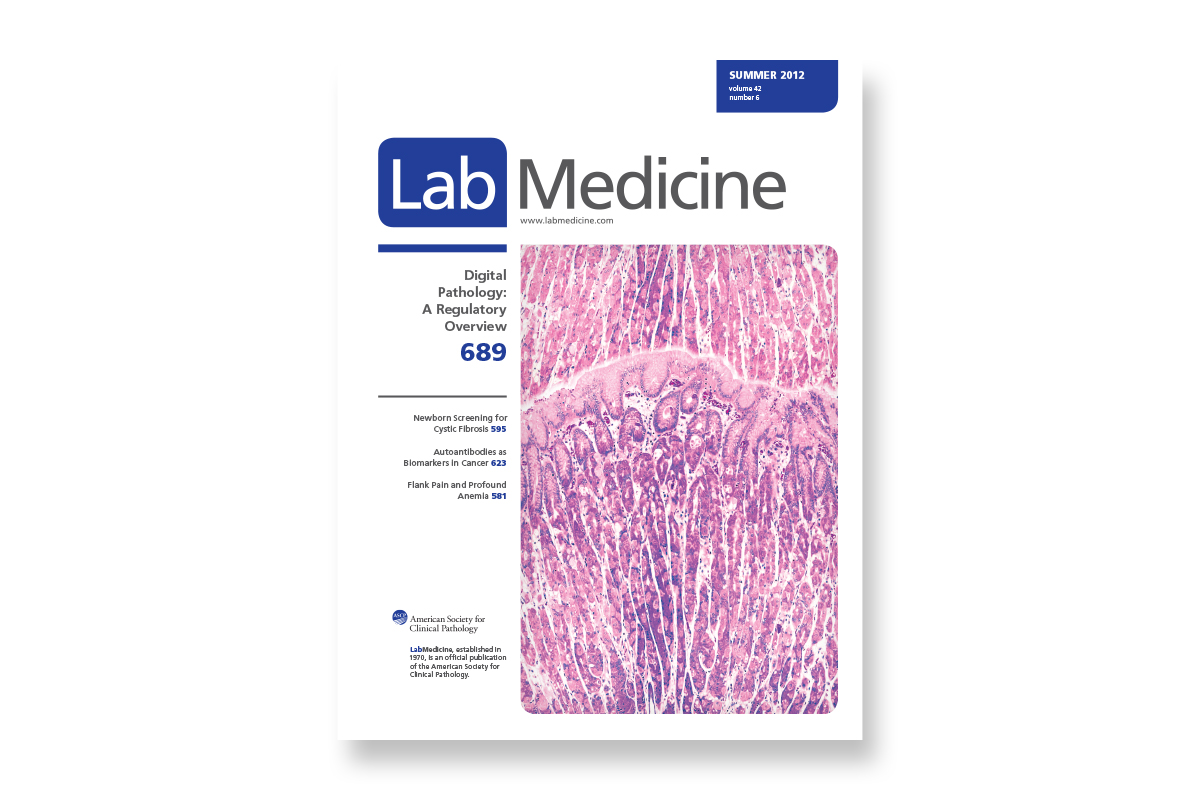 SUMMER 2012
volume 42
number 6
Lab Medicine
www.labmedicine.com
Digital
Pathology:
A Regulatory
Overview
689
Newborn Screening for
Cystic Fibrosis 595
Autoantibodies as
Biomarkers in Cancer 623
Flank Pain and Profound
Anemia 581
ASCP
American Society for
Clinical Pathology
LabMedicine, established in
1970, is an official publication
of the American Society for
Clinical Pathology.